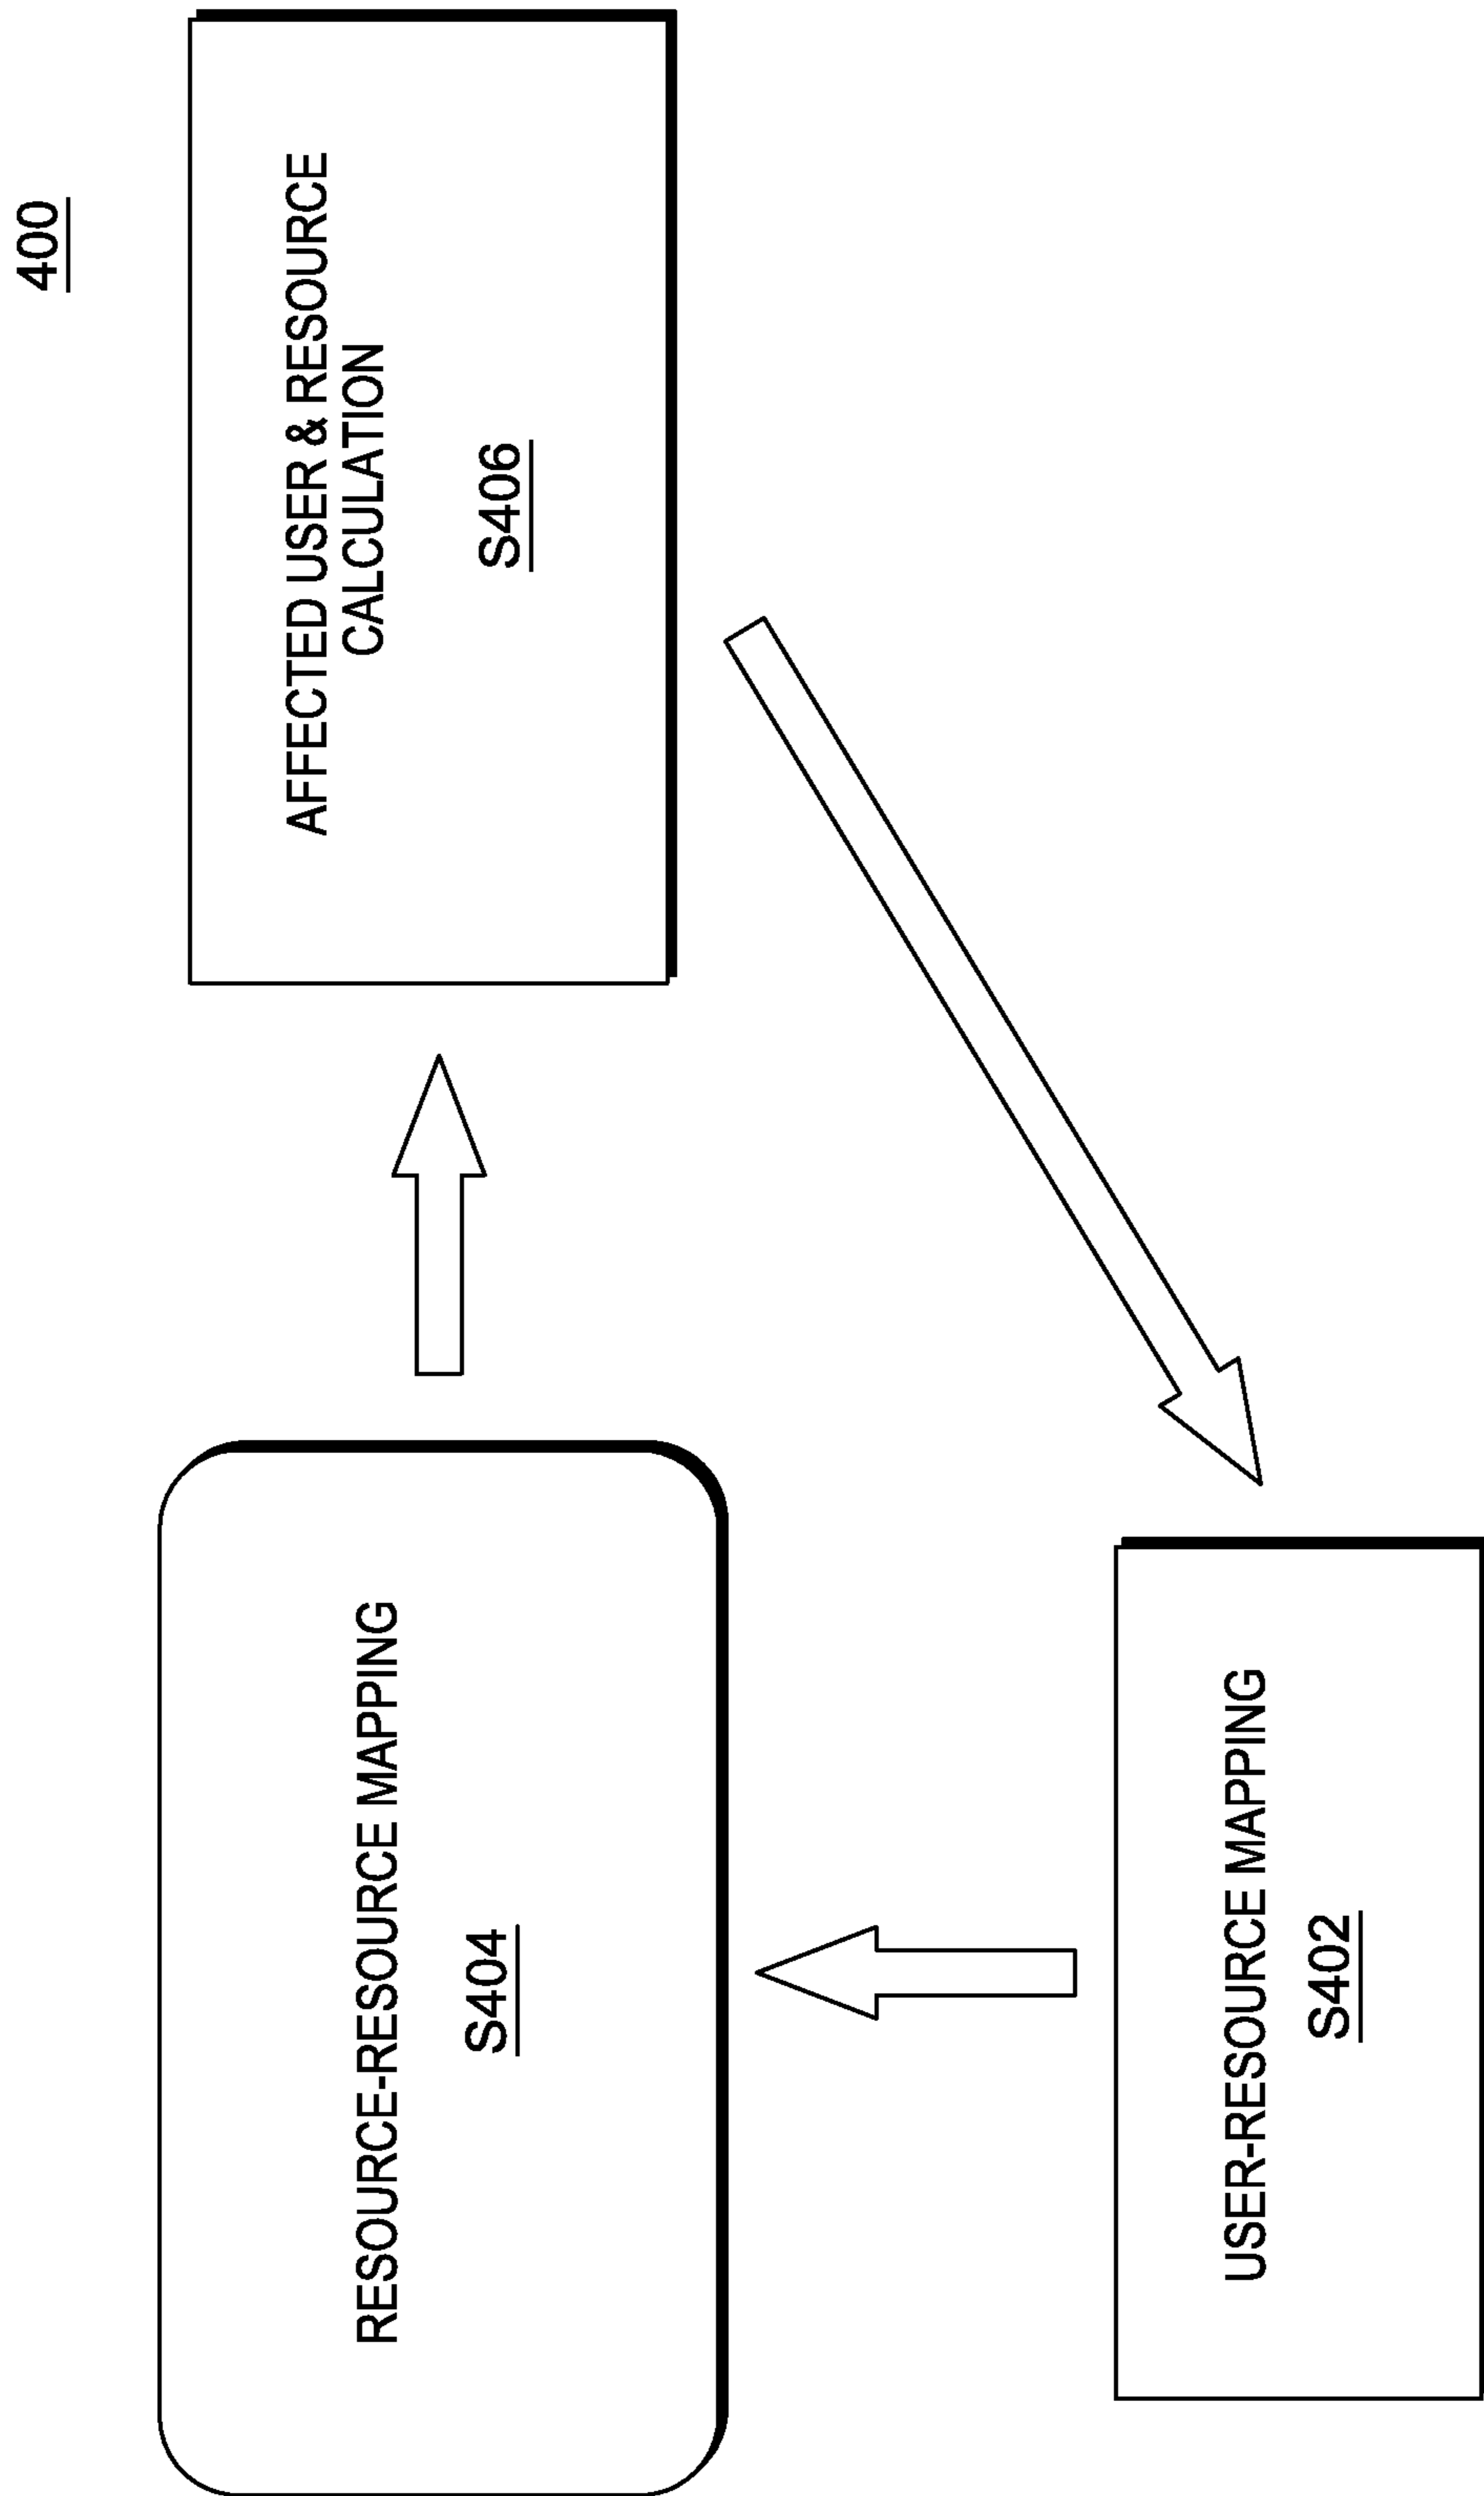 400
RESOURCE-RESOURCE MAPPING
S404
AFFECTED USER & RESOURCE
CALCULATION
S406
USER-RESOURCE MAPPING
S402